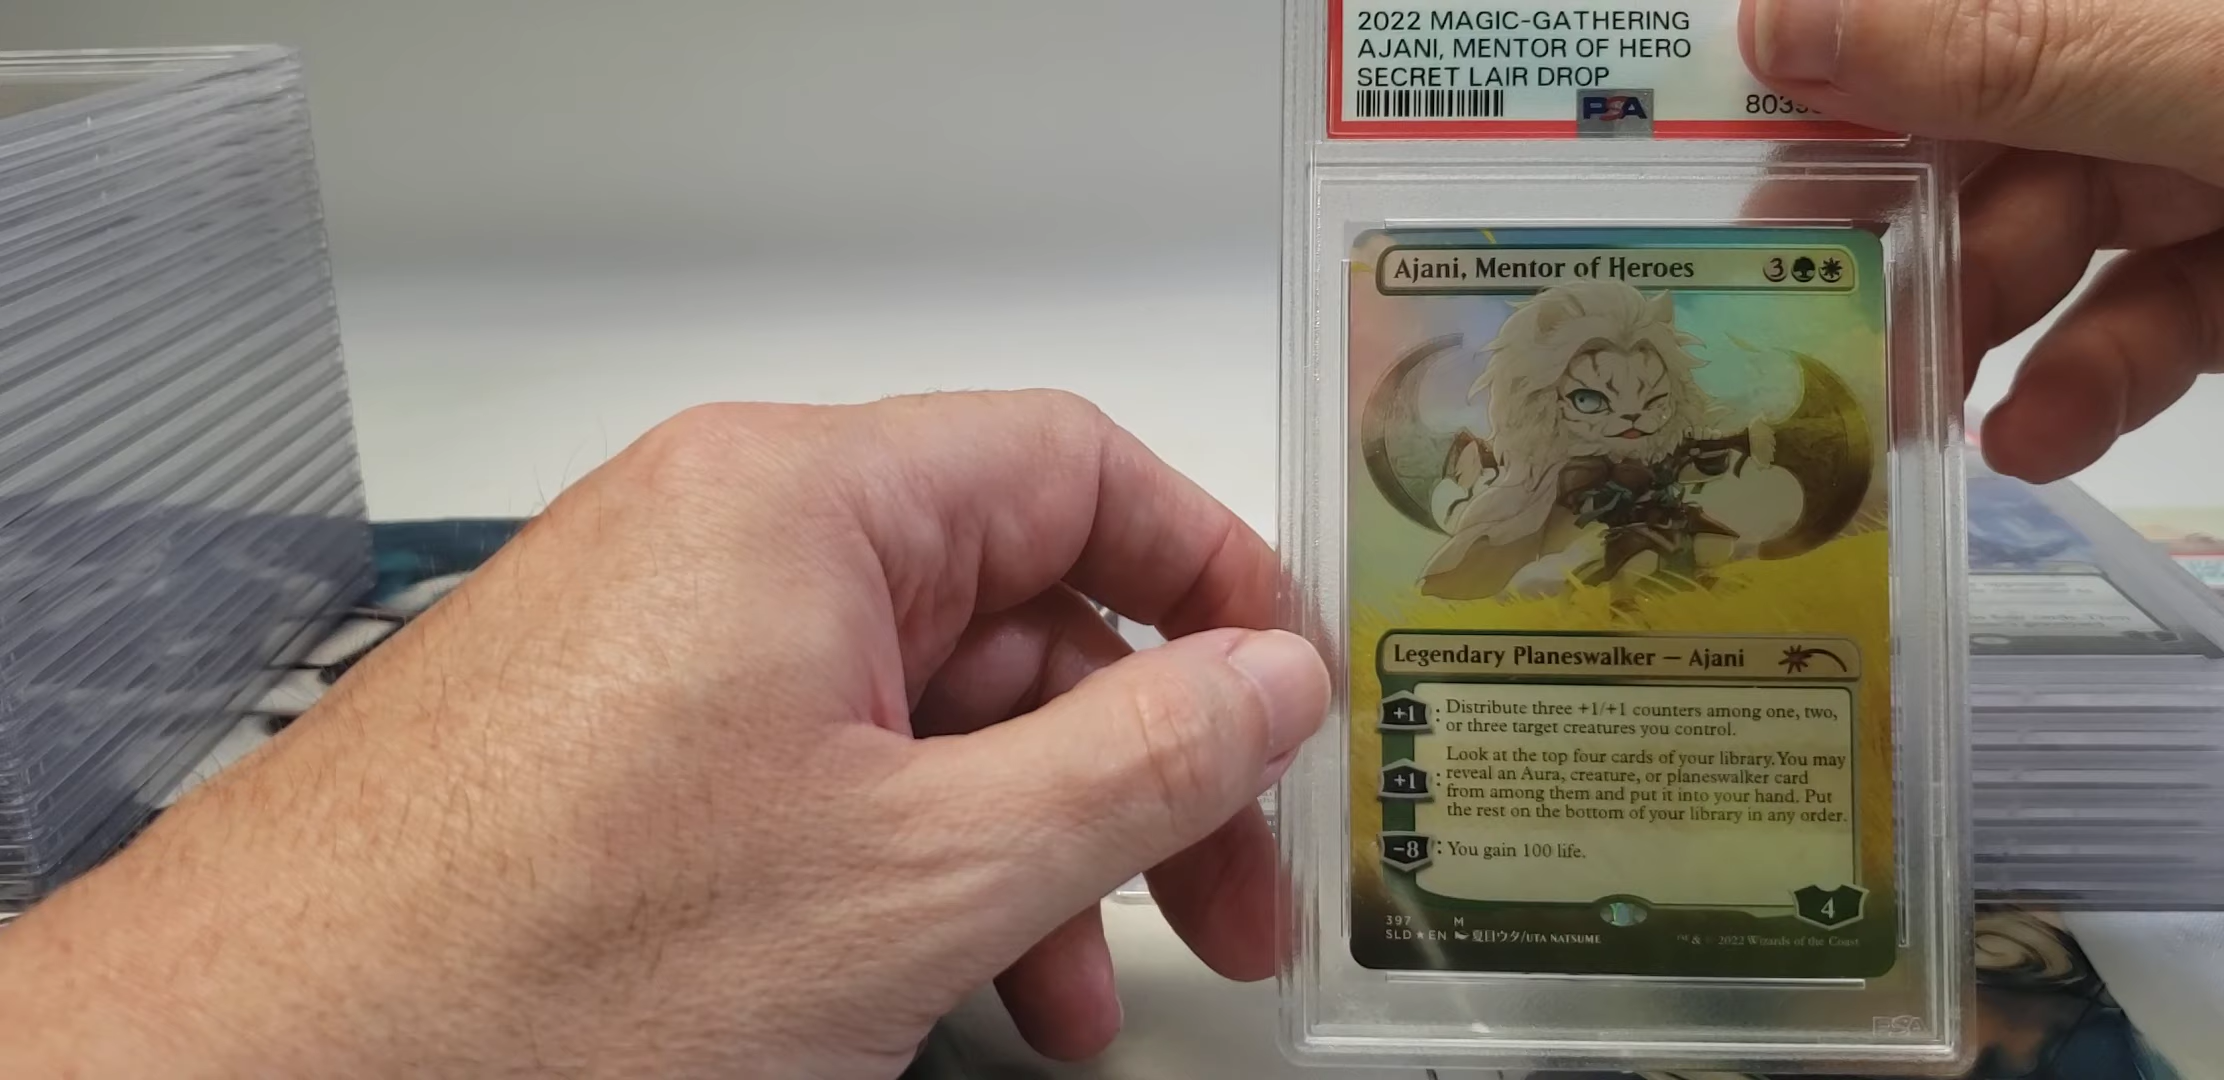 2022 MAGIC-GATHERING
AJANI, MENTOR OF HERO
SECRET LAIR DROP
PSA
Ajani, Mentor of Heroes 3
Legendary Planeswalker — Ajani
+1 : Distribute three +1/+1 counters among one, two,
or three target creatures you control.
Look at the top four cards of your library. You may
+1 : reveal an Aura, creature, or planeswalker card
from among them and put it into your hand. Put
the rest on the bottom of your library in any order.
-8 : You gain 100 life.
4
397 M
SLD ★ EN 夏目ウタ/UTA NATSUME
™ & © 2022 Wizards of the Coast
PSA